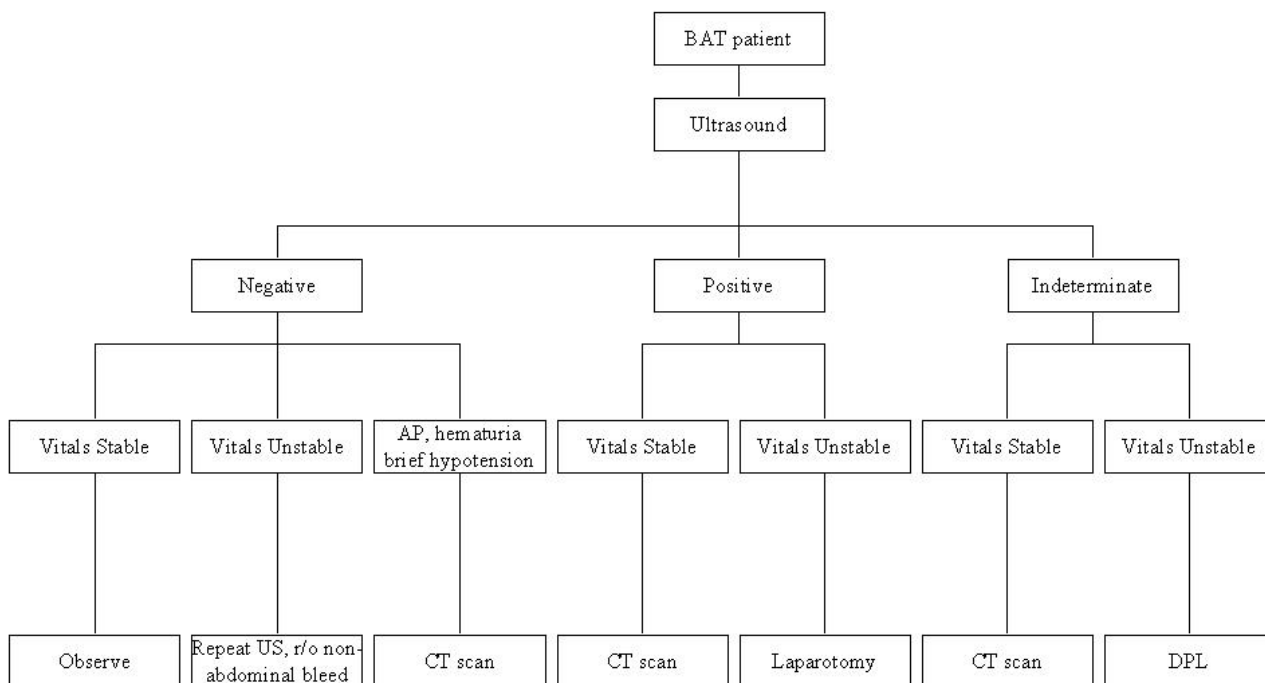 BAT patient
Ultrasound
Negative
Positive
Indeterminate
Vitals Stable
Vitals Unstable
AP, hematuria
brief hypotension
Vitals Stable
Vitals Unstable
Vitals Stable
Vitals Unstable
Observe
Repeat US, r/o non-
abdominal bleed
CT scan
CT scan
Laparotomy
CT scan
DPL